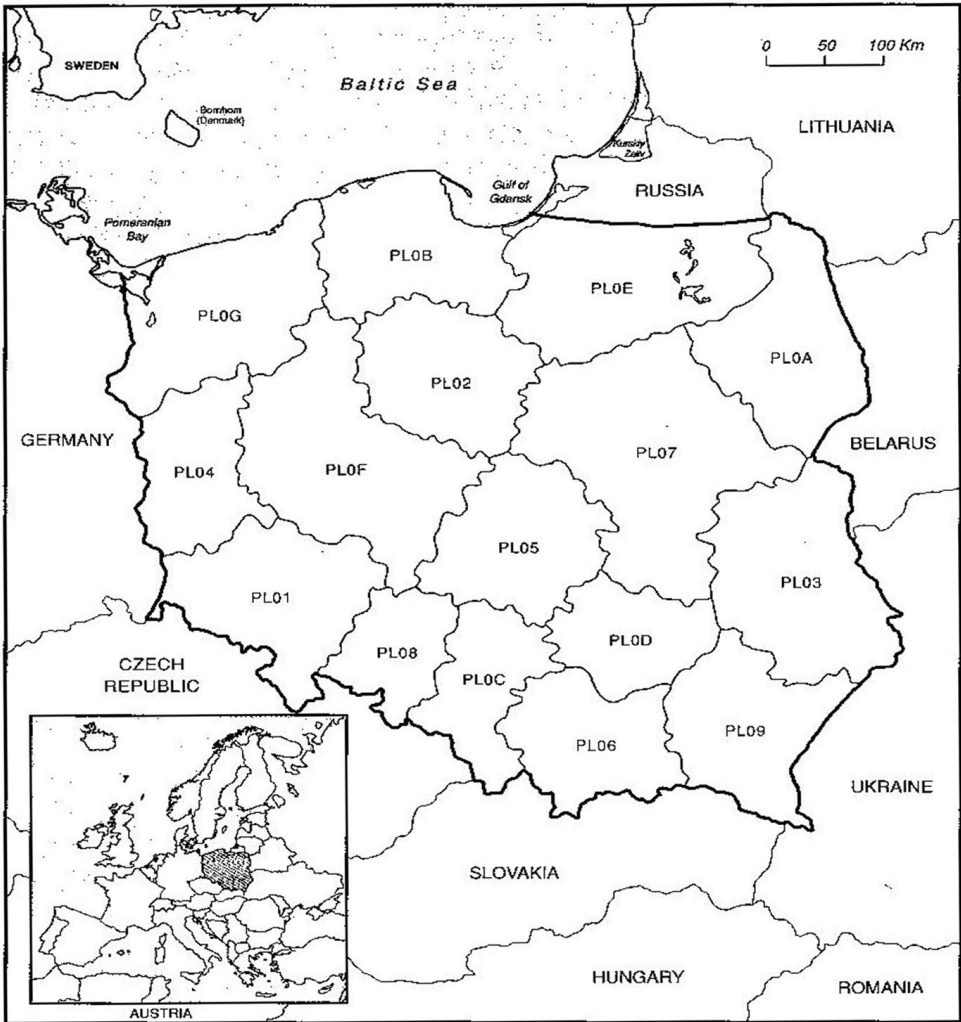 SWEDEN
Baltic Sea
0 50 100 Km
Bornholm
(Denmark)
LITHUANIA
Kurskiy
Zaliv
Gulf of
Gdansk
RUSSIA
Pomeranian
Bay
PL0B
PL0E
PL0G
PL0A
PL02
GERMANY
BELARUS
PL07
PL04
PL0F
PL05
PL03
PL01
PL0D
PL08
CZECH
REPUBLIC
PL0C
PL09
PL06
UKRAINE
SLOVAKIA
HUNGARY
ROMANIA
AUSTRIA